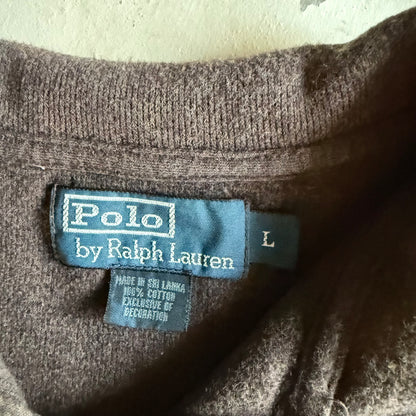 Polo
by Ralph Lauren
L
MADE IN SRI LANKA
100% COTTON
EXCLUSIVE OF
DECORATION